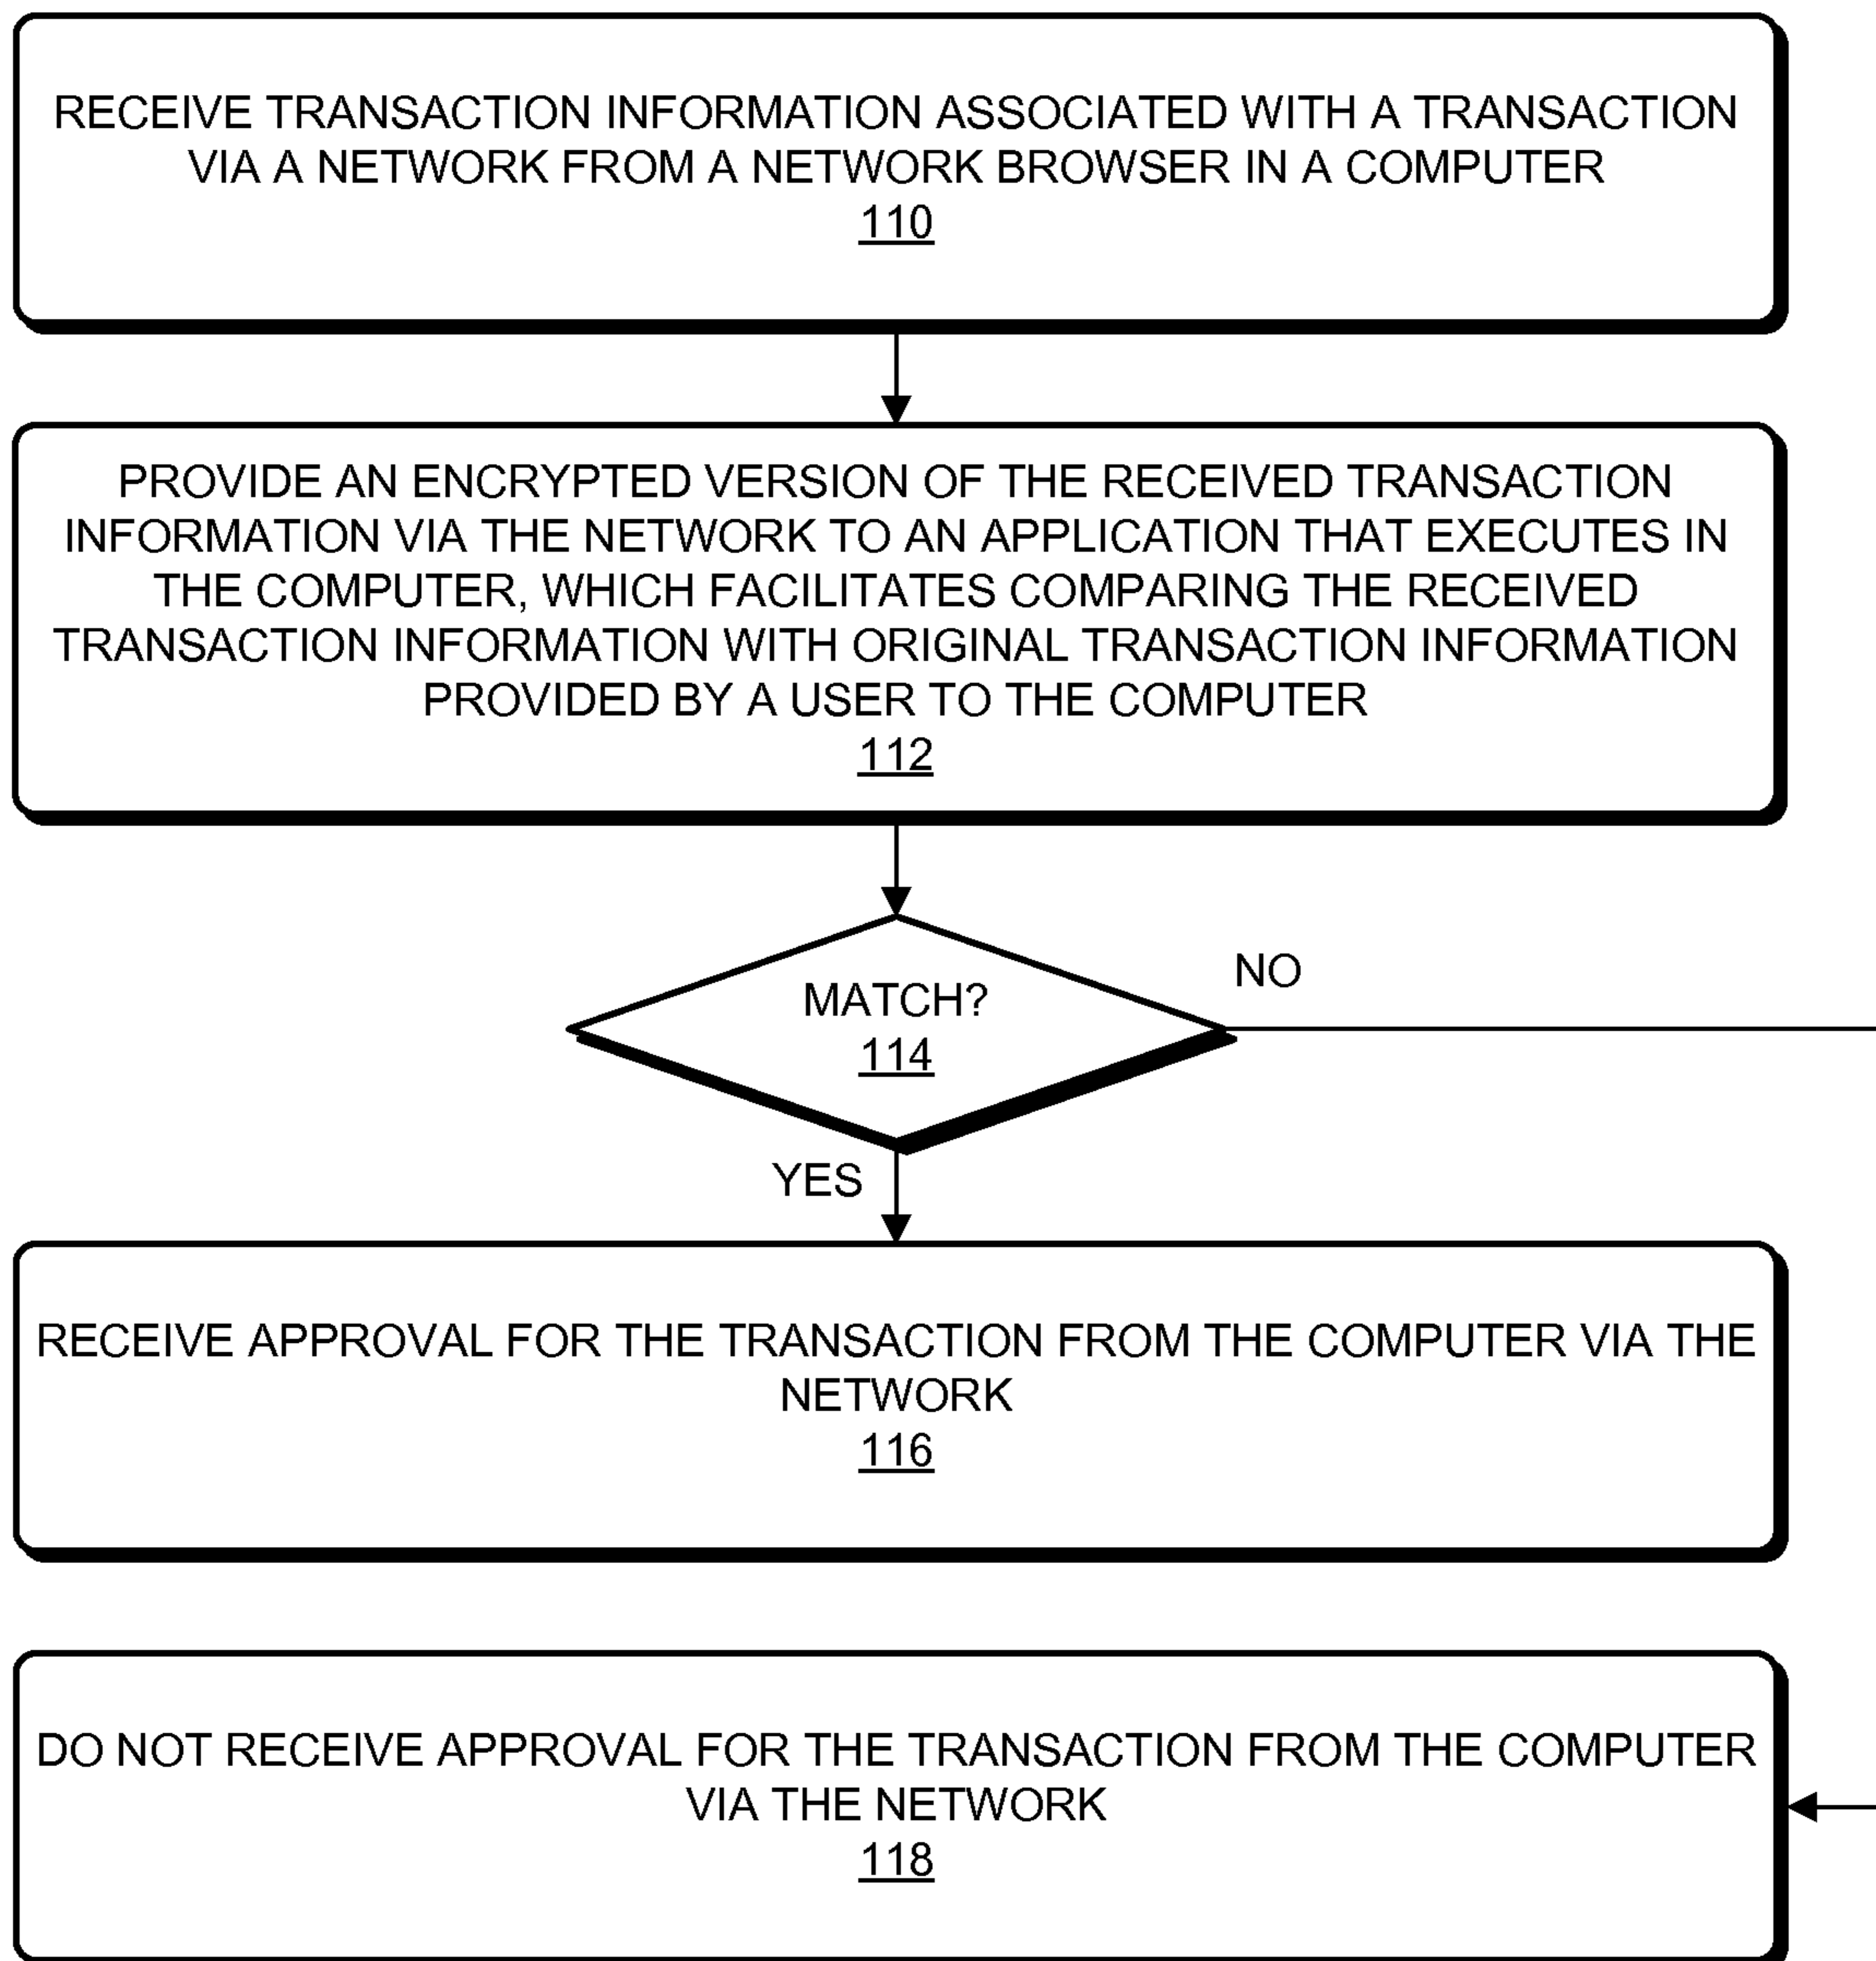 RECEIVE TRANSACTION INFORMATION ASSOCIATED WITH A TRANSACTION
VIA A NETWORK FROM A NETWORK BROWSER IN A COMPUTER
110
PROVIDE AN ENCRYPTED VERSION OF THE RECEIVED TRANSACTION
INFORMATION VIA THE NETWORK TO AN APPLICATION THAT EXECUTES IN
THE COMPUTER, WHICH FACILITATES COMPARING THE RECEIVED
TRANSACTION INFORMATION WITH ORIGINAL TRANSACTION INFORMATION
PROVIDED BY A USER TO THE COMPUTER
112
NO
MATCH?
114
YES
RECEIVE APPROVAL FOR THE TRANSACTION FROM THE COMPUTER VIA THE
NETWORK
116
DO NOT RECEIVE APPROVAL FOR THE TRANSACTION FROM THE COMPUTER
VIA THE NETWORK
118